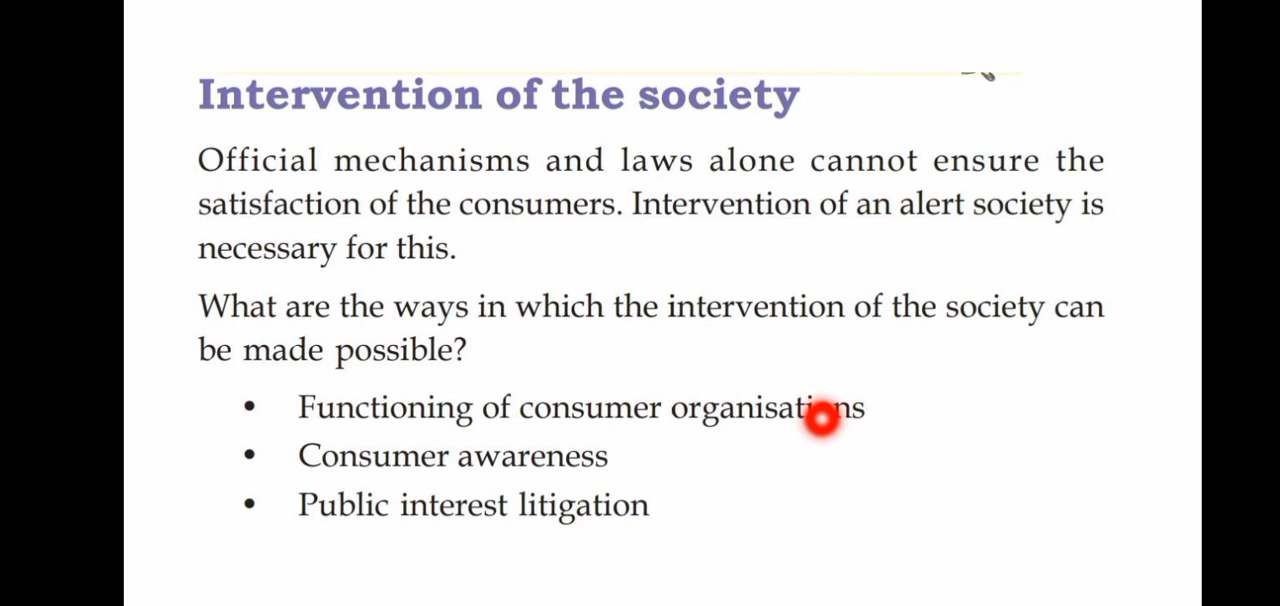 Intervention of the society
Official mechanisms and laws alone cannot ensure the
satisfaction of the consumers. Intervention of an alert society is
necessary for this.
What are the ways in which the intervention of the society can
be made possible?
• Functioning of consumer organisations
• Consumer awareness
• Public interest litigation